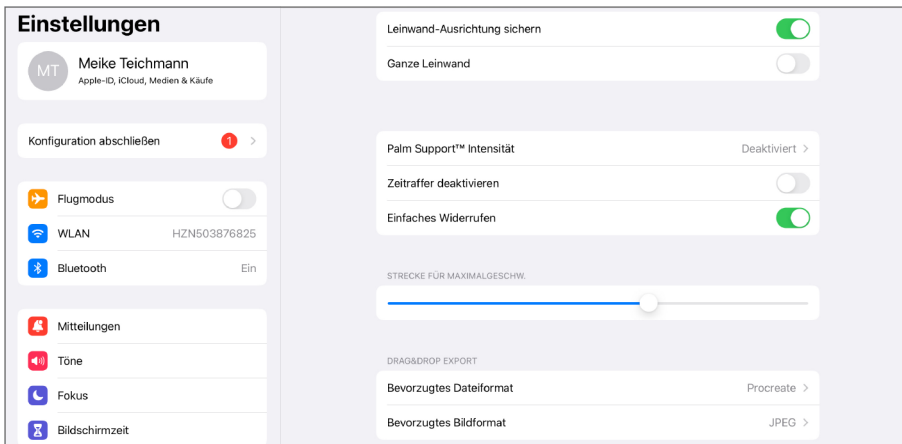 Einstellungen
MT
Meike Teichmann
Apple-ID, iCloud, Medien & Käufe
Konfiguration abschließen 1
Flugmodus
WLAN HZN503876825
Bluetooth Ein
Mitteilungen
Töne
Fokus
Bildschirmzeit
Leinwand-Ausrichtung sichern
Ganze Leinwand
Palm Support™ Intensität Deaktiviert
Zeitraffer deaktivieren
Einfaches Widerrufen
STRECKE FÜR MAXIMALGESCHW.
DRAG&DROP EXPORT
Bevorzugtes Dateiformat Procreate
Bevorzugtes Bildformat JPEG